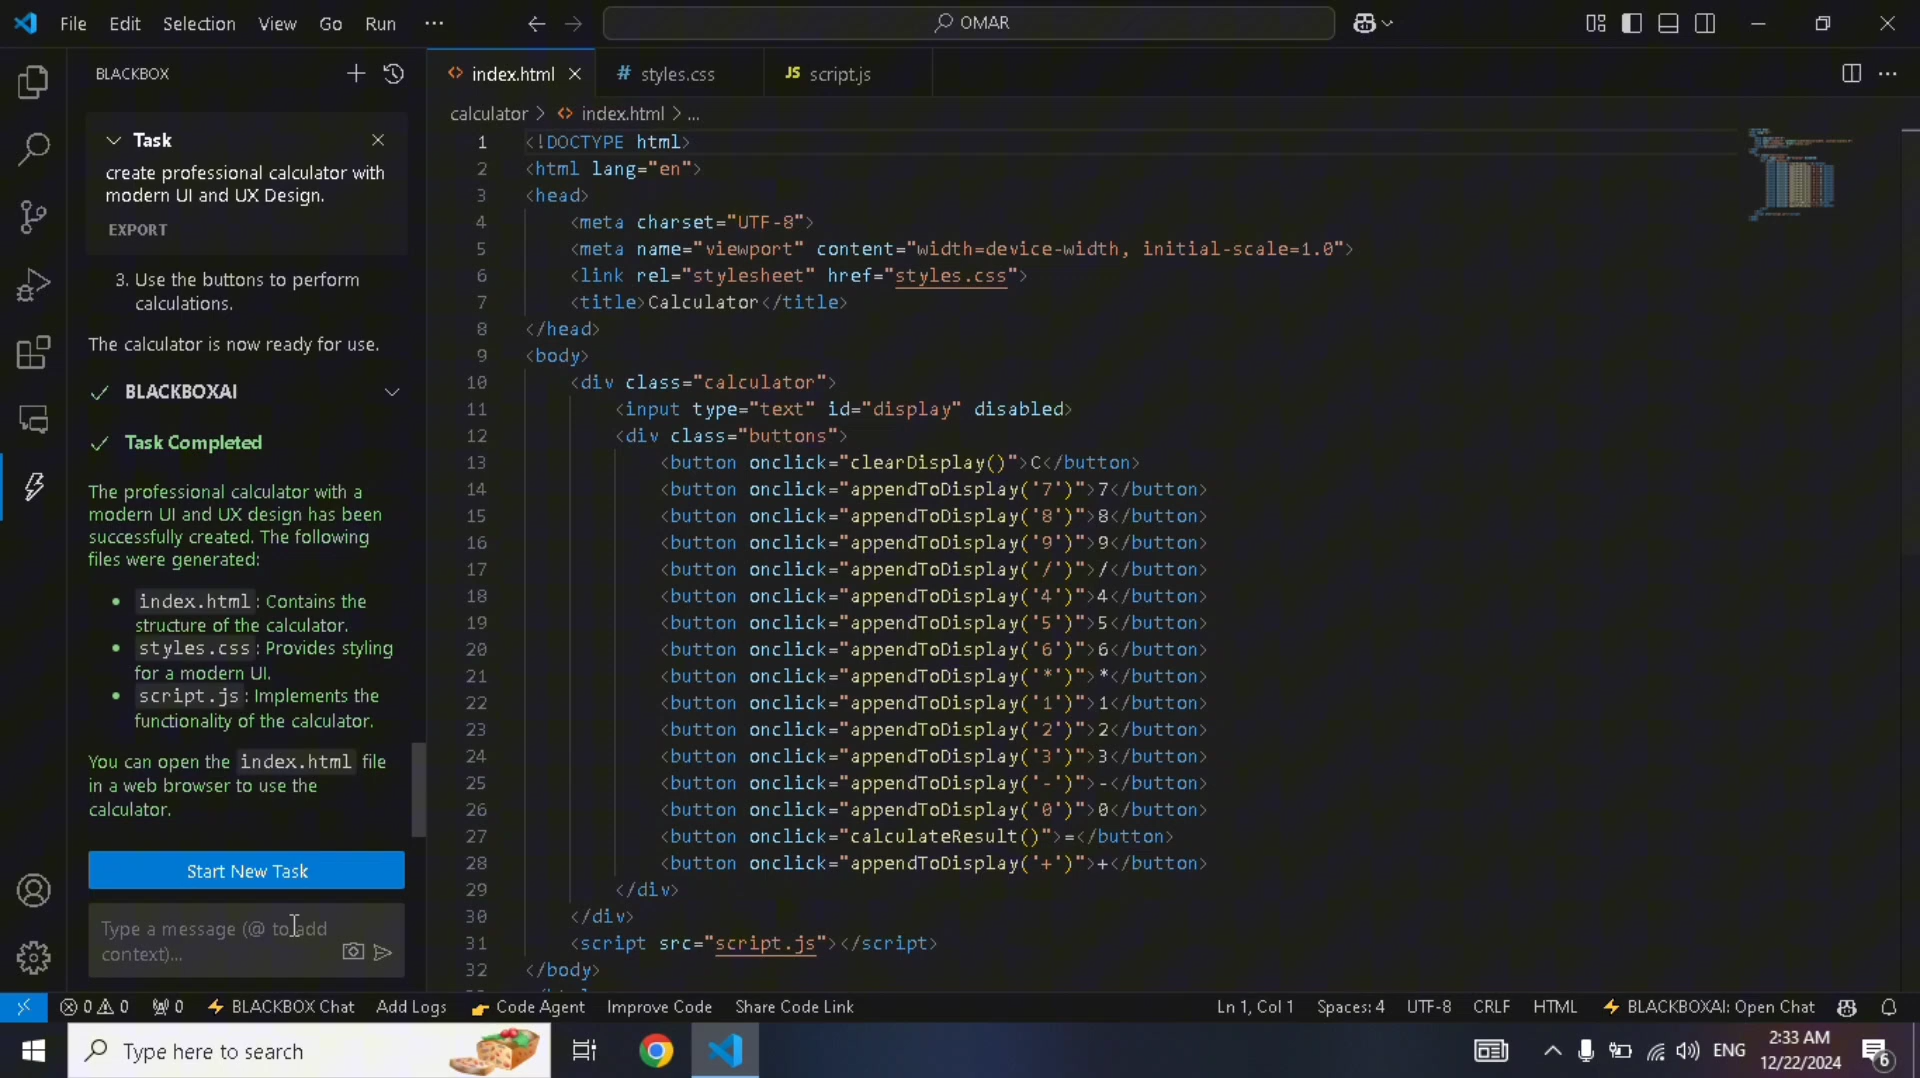 File Edit Selection View Go Run ··· OMAR
BLACKBOX
Task
create professional calculator with
modern UI and UX Design.
EXPORT
3. Use the buttons to perform
calculations.
The calculator is now ready for use.
BLACKBOXAI
Task Completed
The professional calculator with a
modern UI and UX design has been
successfully created. The following
files were generated:
• index.html: Contains the
structure of the calculator.
• styles.css: Provides styling
for a modern UI.
• script.js: Implements the
functionality of the calculator.
You can open the index.html file
in a web browser to use the
calculator.
Start New Task
Type a message (@ to add
context)...
index.html # styles.css JS script.js
calculator > index.html > ...
1 <!DOCTYPE html>
2 <html lang="en">
3 <head>
4 <meta charset="UTF-8">
5 <meta name="viewport" content="width=device-width, initial-scale=1.0">
6 <link rel="stylesheet" href="styles.css">
7 <title>Calculator</title>
8 </head>
9 <body>
10 <div class="calculator">
11 <input type="text" id="display" disabled>
12 <div class="buttons">
13 <button onclick="clearDisplay()">C</button>
14 <button onclick="appendToDisplay('7')">7</button>
15 <button onclick="appendToDisplay('8')">8</button>
16 <button onclick="appendToDisplay('9')">9</button>
17 <button onclick="appendToDisplay('/')">/</button>
18 <button onclick="appendToDisplay('4')">4</button>
19 <button onclick="appendToDisplay('5')">5</button>
20 <button onclick="appendToDisplay('6')">6</button>
21 <button onclick="appendToDisplay('*')">*</button>
22 <button onclick="appendToDisplay('1')">1</button>
23 <button onclick="appendToDisplay('2')">2</button>
24 <button onclick="appendToDisplay('3')">3</button>
25 <button onclick="appendToDisplay('-')">-</button>
26 <button onclick="appendToDisplay('0')">0</button>
27 <button onclick="calculateResult()">=</button>
28 <button onclick="appendToDisplay('+')">+</button>
29 </div>
30 </div>
31 <script src="script.js"></script>
32 </body>
0 0 0 BLACKBOX Chat Add Logs Code Agent Improve Code Share Code Link Ln 1, Col 1 Spaces: 4 UTF-8 CRLF HTML BLACKBOXAI: Open Chat
Type here to search ENG 2:33 AM
12/22/2024 6